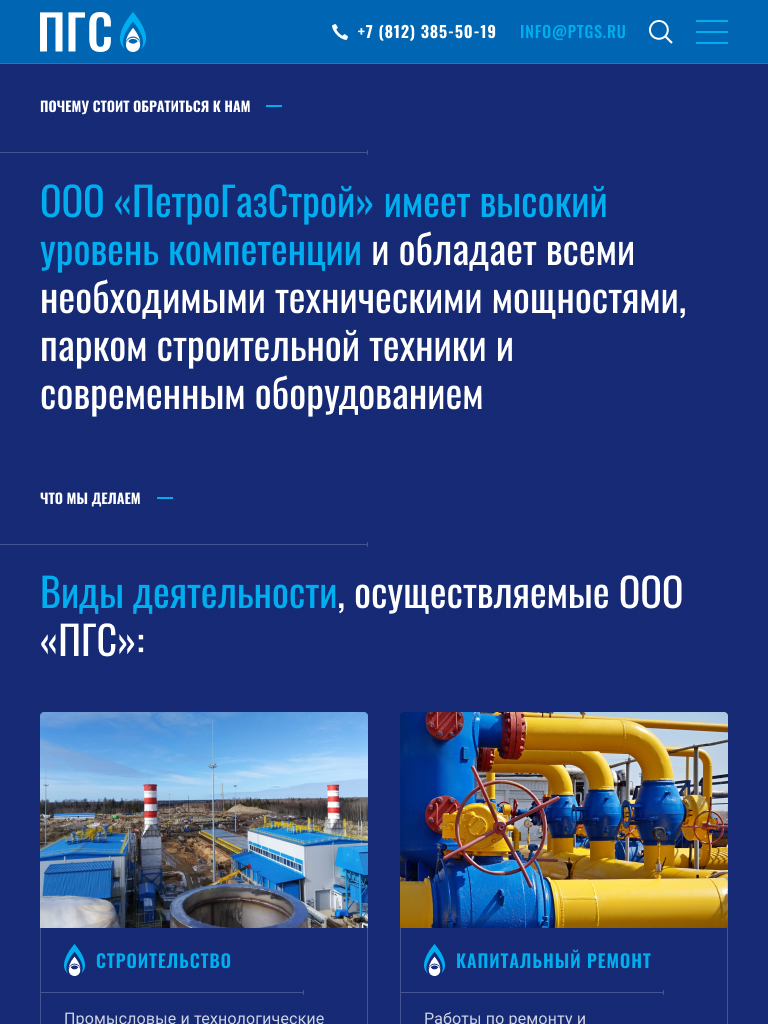 ПГС
+7 (812) 385-50-19
INFO@PTGS.RU
ПОЧЕМУ СТОИТ ОБРАТИТЬСЯ К НАМ
ООО «ПетроГазСтрой» имеет высокий
уровень компетенции и обладает всеми
необходимыми техническими мощностями,
парком строительной техники и
современным оборудованием
ЧТО МЫ ДЕЛАЕМ
Виды деятельности, осуществляемые ООО
«ПГС»:
СТРОИТЕЛЬСТВО
КАПИТАЛЬНЫЙ РЕМОНТ
Промысловые и технологические
Работы по ремонту и